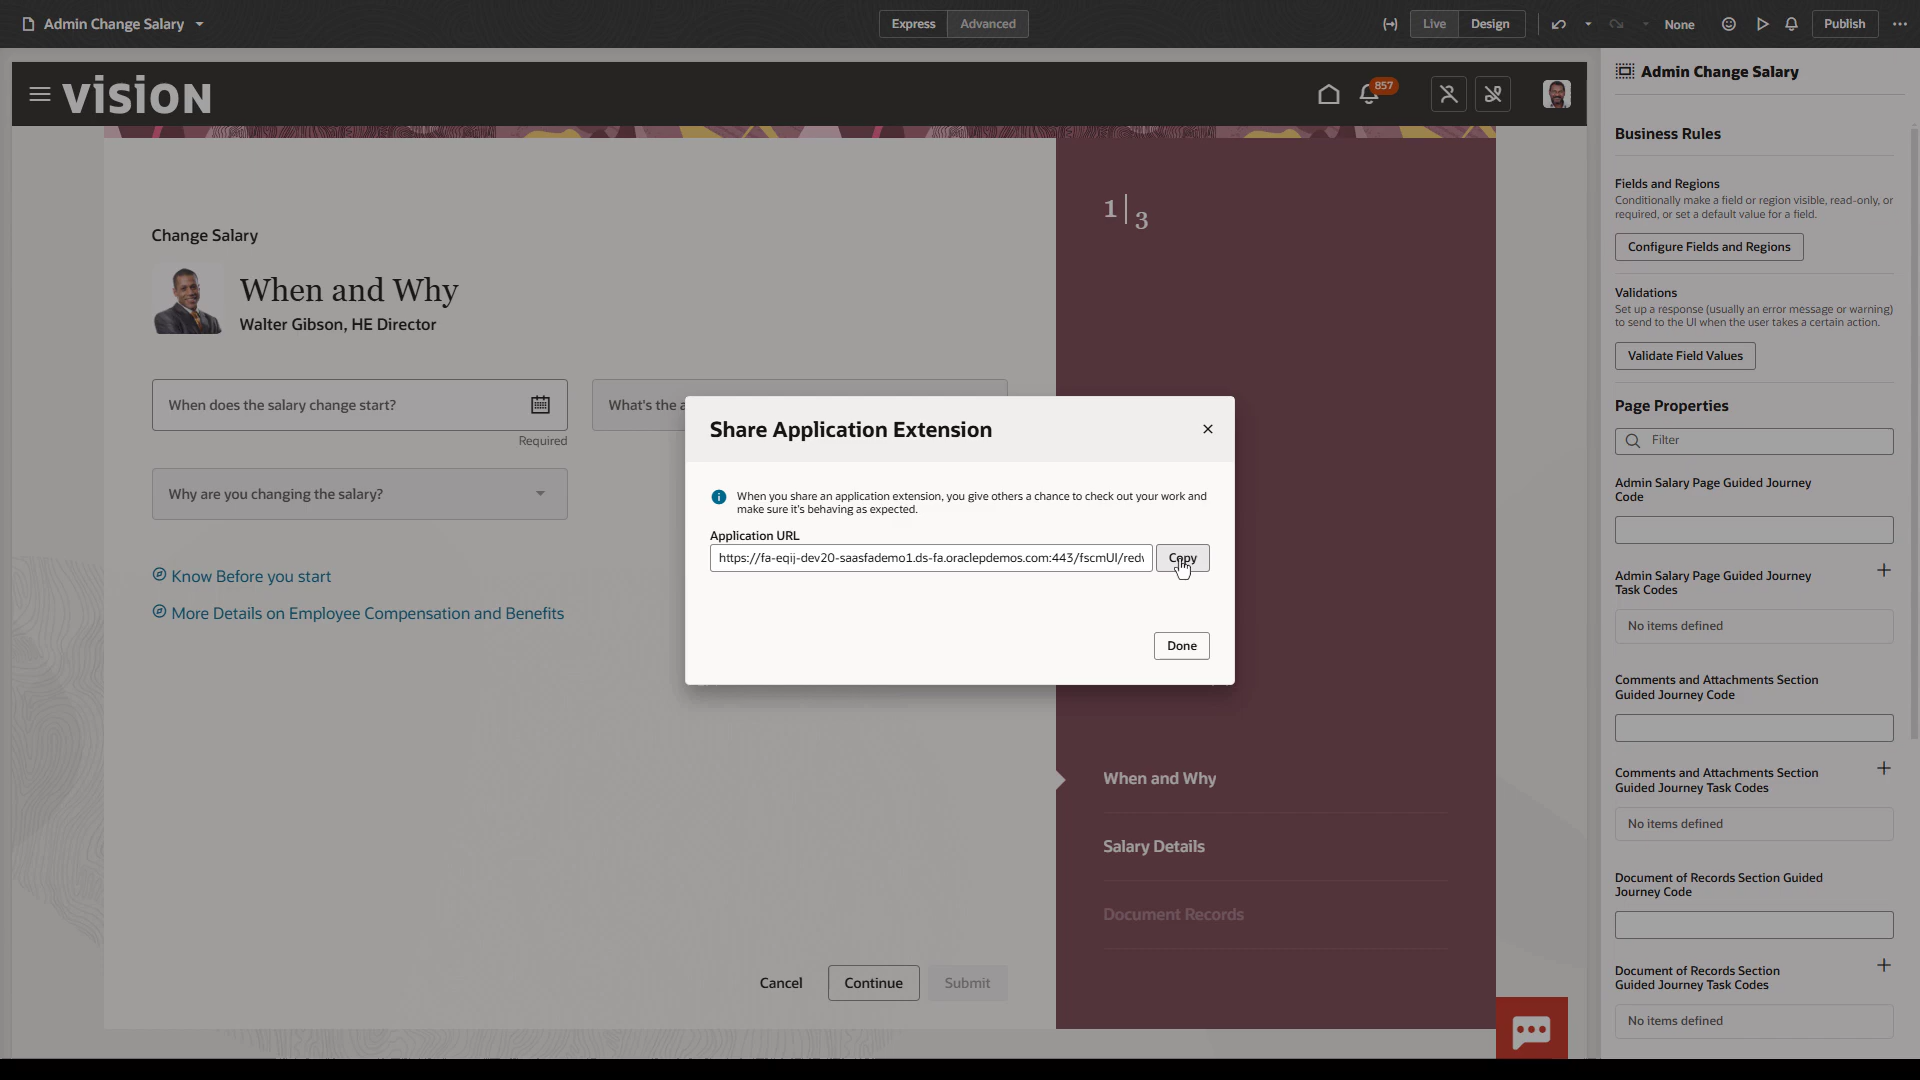 Admin Change Salary
Express
Advanced
Live
Design
None
Publish
vision
857
Change Salary
When and Why
Walter Gibson, HE Director
When does the salary change start?
Required
What's the a
Why are you changing the salary?
Know Before you start
More Details on Employee Compensation and Benefits
Cancel
Continue
Submit
1
3
When and Why
Salary Details
Document Records
Share Application Extension
When you share an application extension, you give others a chance to check out your work and
make sure it's behaving as expected.
Application URL
https://fa-eqij-dev20-saasfademo1.ds-fa.oraclepdemos.com:443/fscmUI/redw
Copy
Done
Admin Change Salary
Business Rules
Fields and Regions
Conditionally make a field or region visible, read-only, or
required, or set a default value for a field.
Configure Fields and Regions
Validations
Set up a response (usually an error message or warning)
to send to the UI when the user takes a certain action.
Validate Field Values
Page Properties
Filter
Admin Salary Page Guided Journey
Code
Admin Salary Page Guided Journey
Task Codes
No items defined
Comments and Attachments Section
Guided Journey Code
Comments and Attachments Section
Guided Journey Task Codes
No items defined
Document of Records Section Guided
Journey Code
Document of Records Section
Guided Journey Task Codes
No items defined